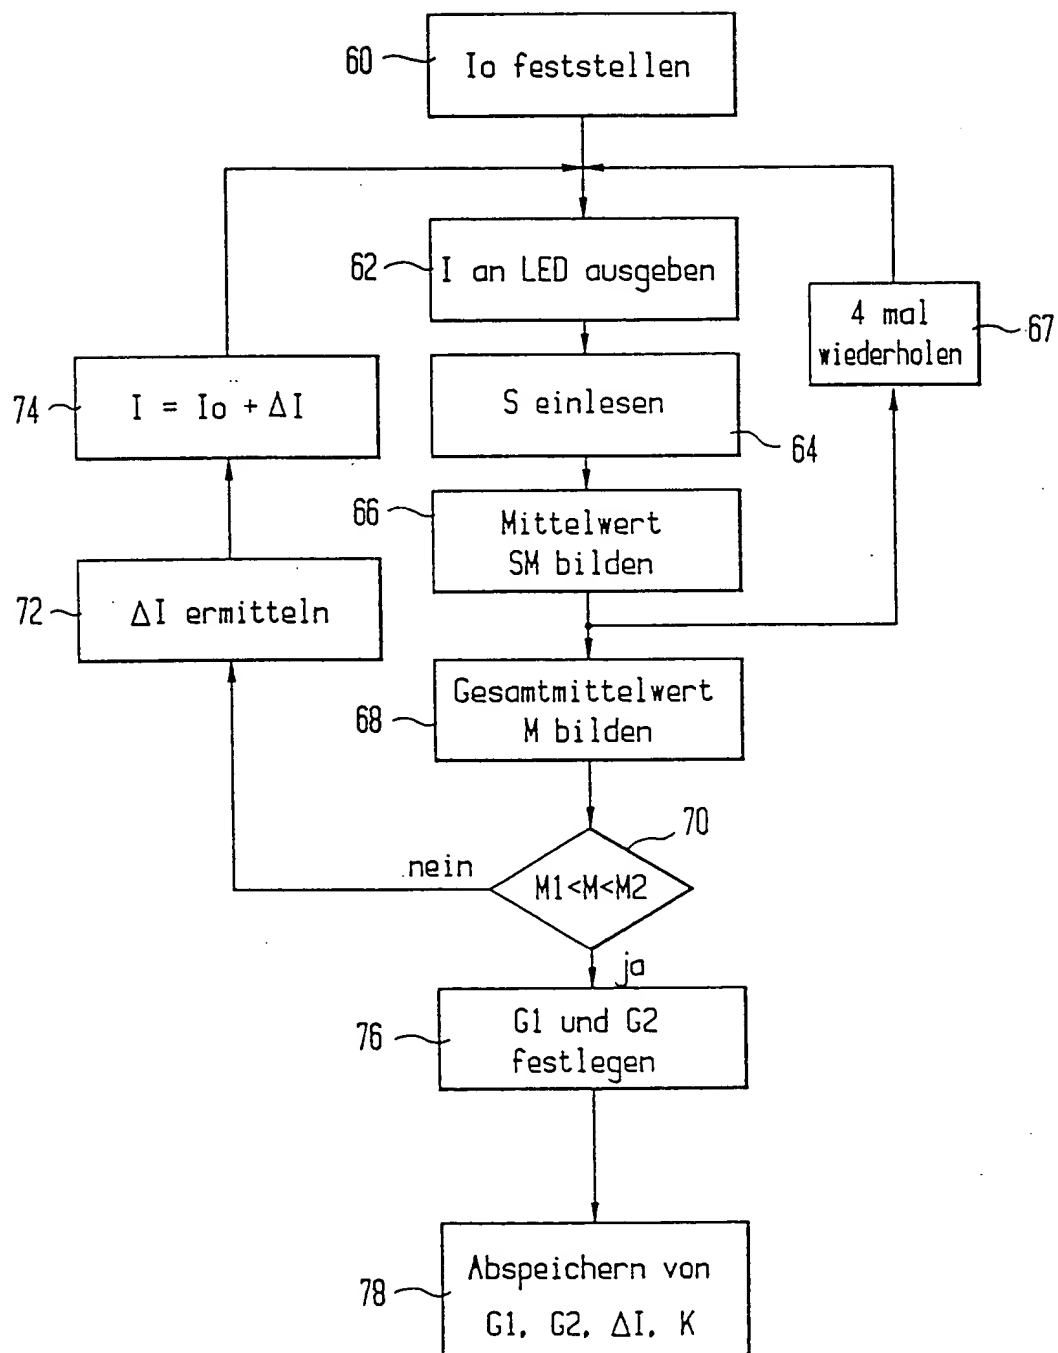 60
Io feststellen
62
I an LED ausgeben
4 mal
wiederholen
67
74
I = Io + ΔI
S einlesen
64
66
Mittelwert
SM bilden
72
ΔI ermitteln
68
Gesamtmittelwert
M bilden
70
nein
M1<M<M2
ja
76
G1 und G2
festlegen
78
Abspeichern von
G1, G2, ΔI, K